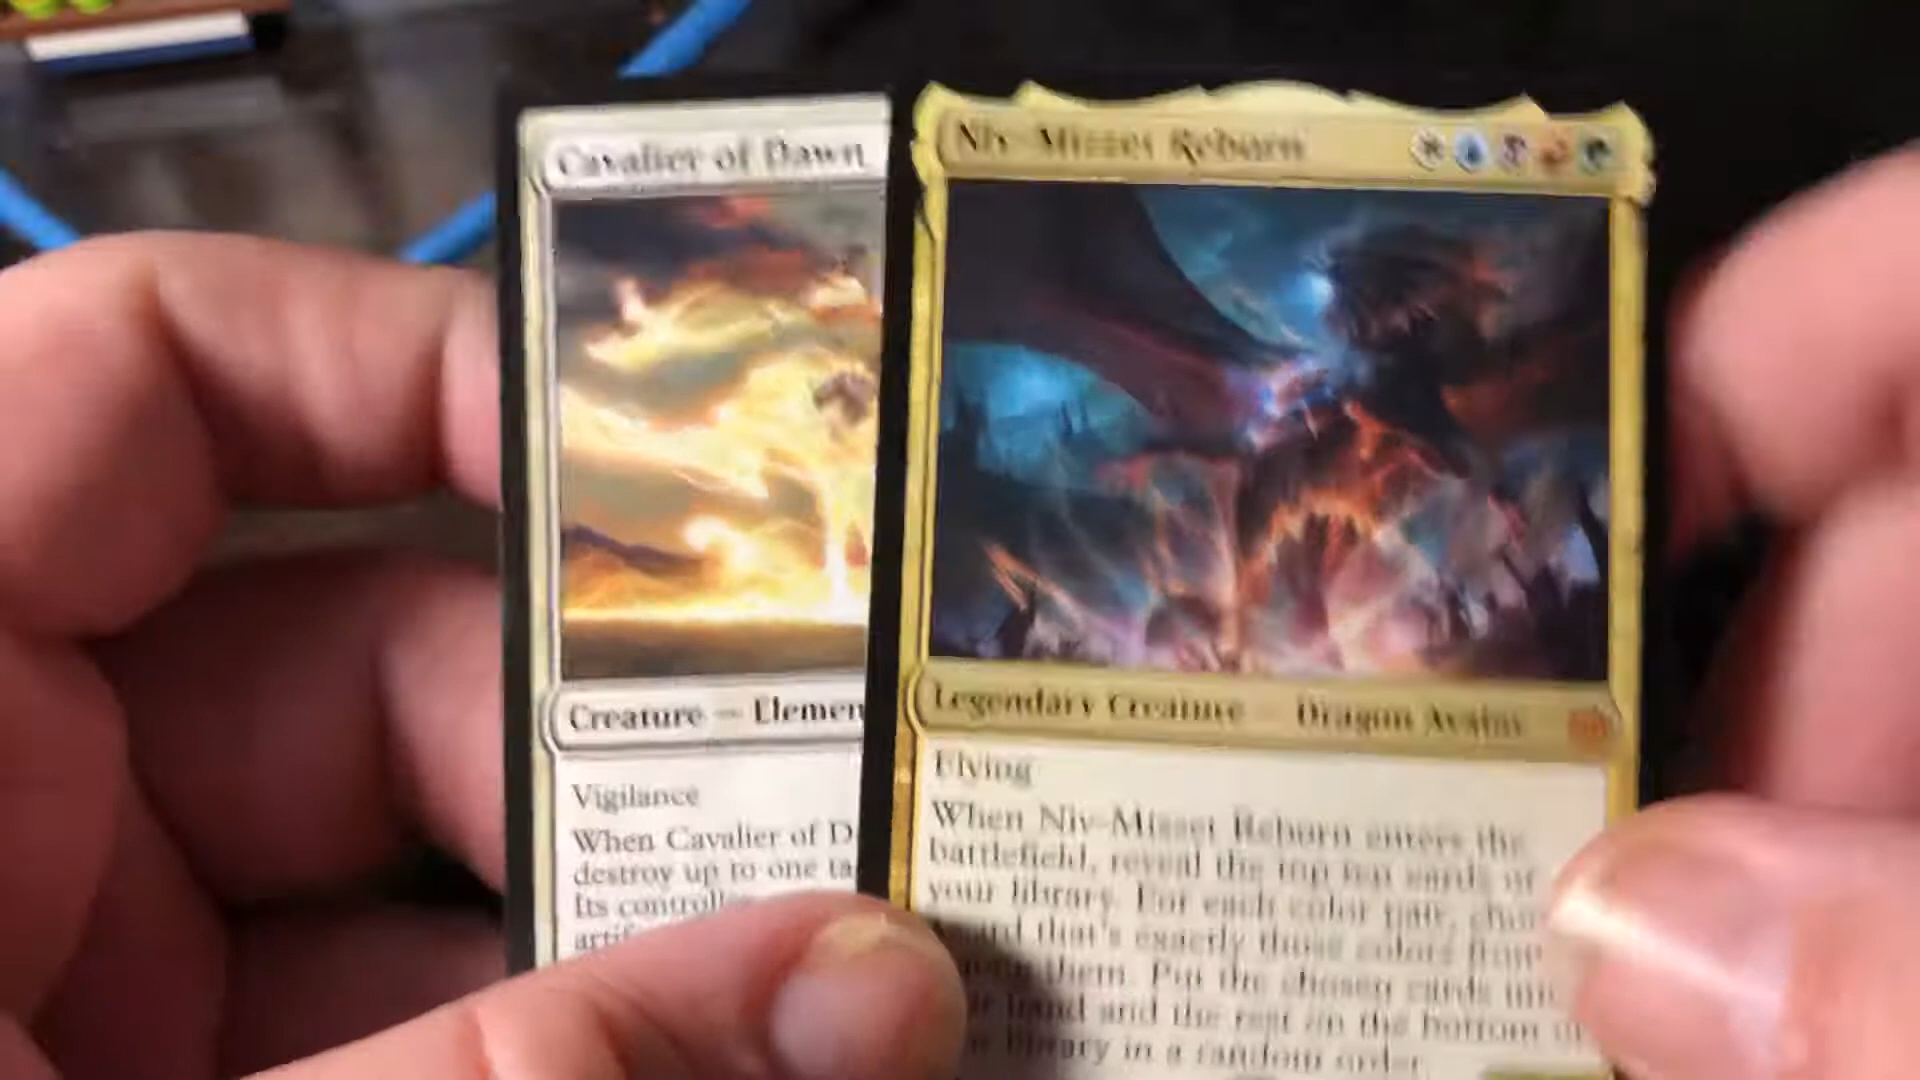 Cavalier of Dawn
Creature — Elemen
Vigilance
When Cavalier of D
destroy up to one ta
Its controlle
artif
Niv-Mizzet Reborn
Legendary Creature — Dragon Avatar
Flying
When Niv-Mizzet Reborn enters the
battlefield, reveal the top ten cards of
your library. For each color pair, choo
card that's exactly those colors from
them. Put the chosen cards into
hand and the rest on the bottom of
library in a random order.